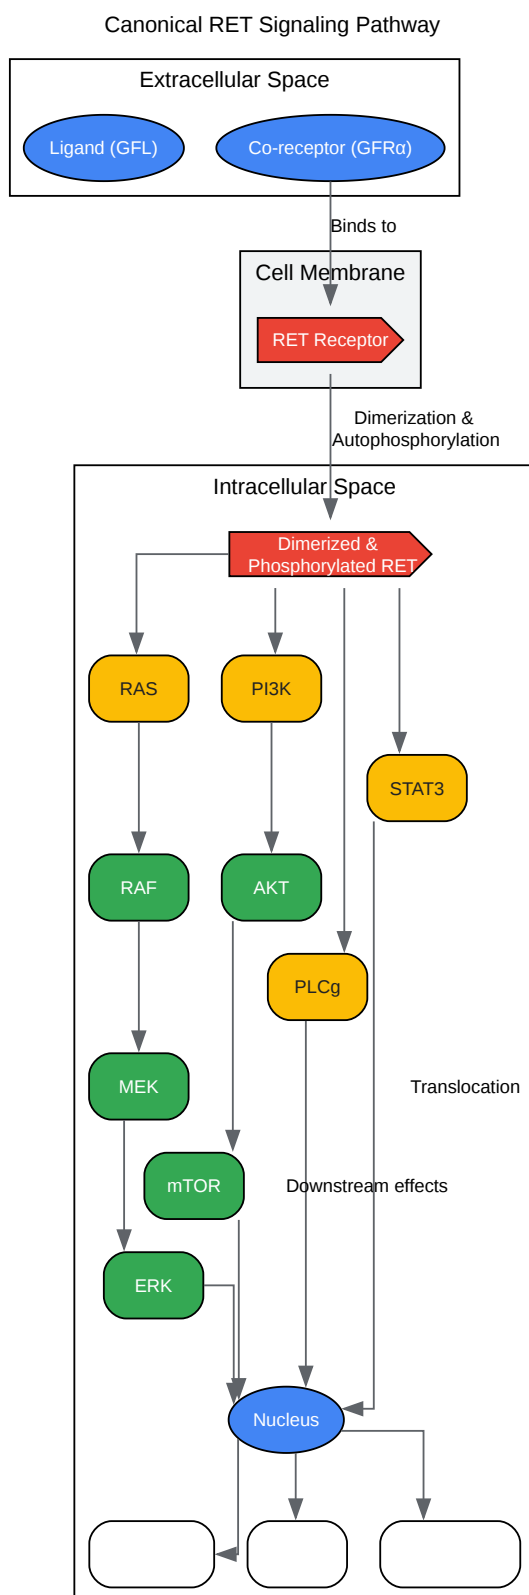 Canonical RET Signaling Pathway
Extracellular Space
Ligand (GFL)
Co-receptor (GFRα)
Binds to
Cell Membrane
RET Receptor
Dimerization &
Autophosphorylation
Intracellular Space
Dimerized &
Phosphorylated RET
RAS
PI3K
STAT3
RAF
AKT
PLCg
MEK
Translocation
mTOR
Downstream effects
ERK
Nucleus